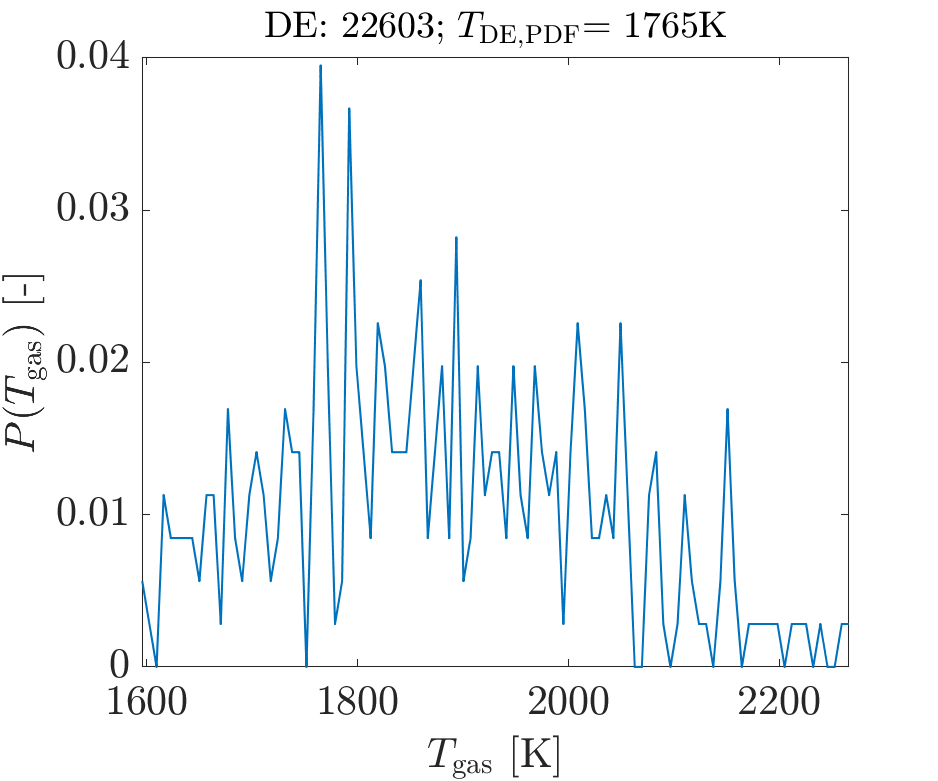 DE: 22603; T_DE,PDF= 1765K
0.04
0.03
0.02
0.01
0
P(T_gas) [-]
1600 1800 2000 2200
T_gas [K]